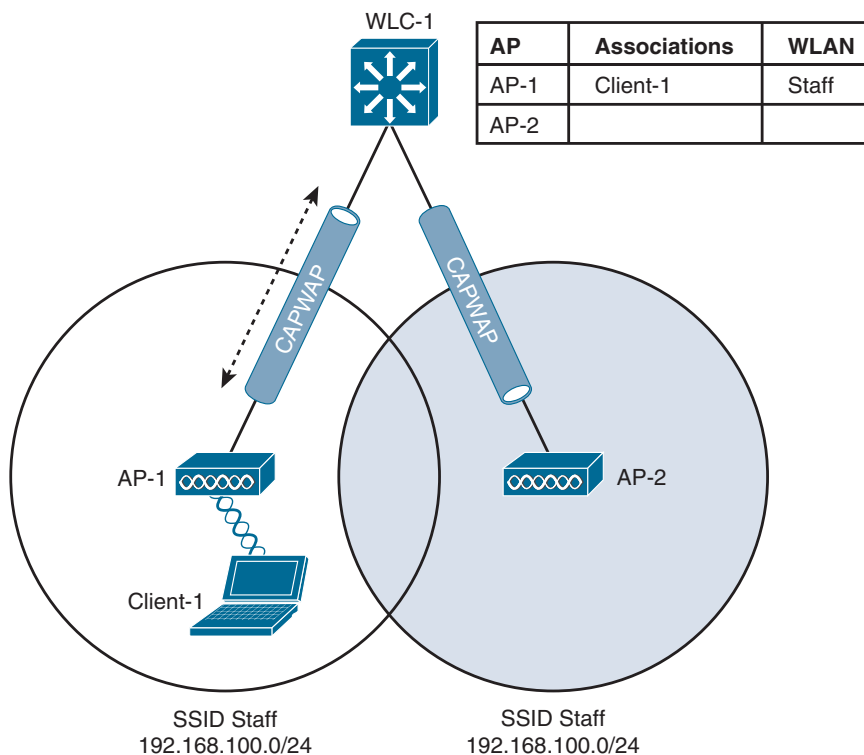 WLC-1
AP Associations WLAN
AP-1 Client-1 Staff
AP-2
CAPWAP
CAPWAP
AP-1
AP-2
Client-1
SSID Staff
192.168.100.0/24
SSID Staff
192.168.100.0/24